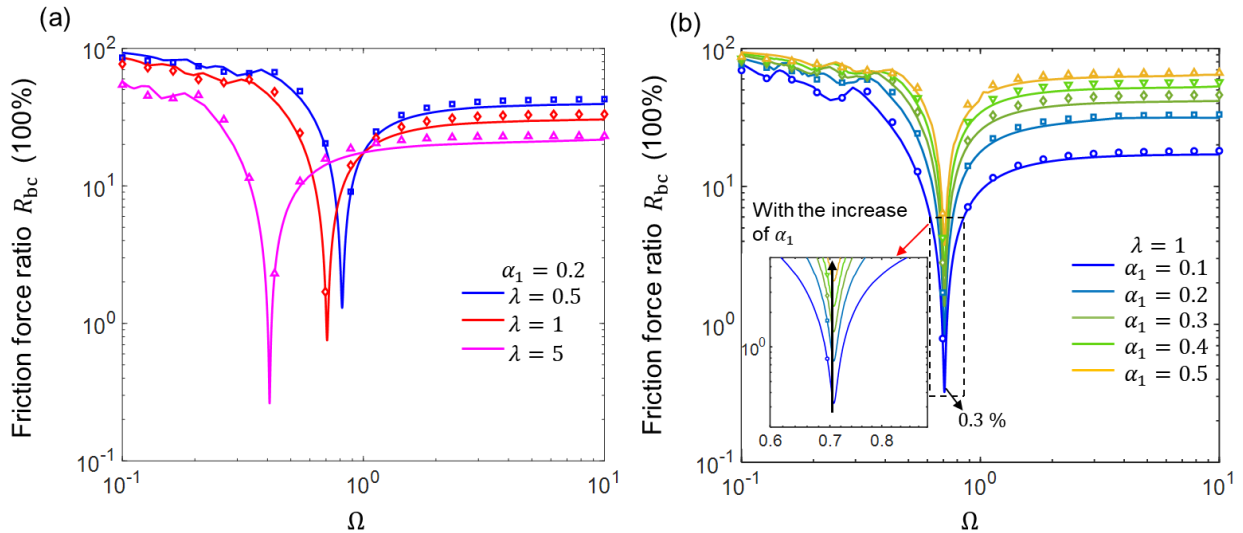 (a)
Friction force ratio R_bc (100%)
10^2
10^1
10^0
10^-1
10^-1
10^0
10^1
Ω
α_1 = 0.2
λ = 0.5
λ = 1
λ = 5
(b)
Friction force ratio R_bc (100%)
10^2
10^1
10^0
10^-1
10^-1
10^0
10^1
Ω
With the increase
of α_1
10^0
0.6
0.7
0.8
0.3 %
λ = 1
α_1 = 0.1
α_1 = 0.2
α_1 = 0.3
α_1 = 0.4
α_1 = 0.5